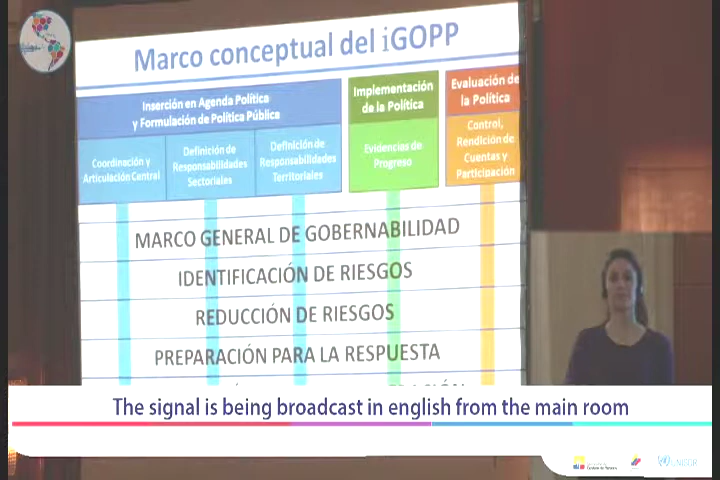 Marco conceptual del iGOPP
Inserción en Agenda Política
y Formulación de Política Pública
Implementación
de la Política
Evaluación de
la Política
Coordinación y
Articulación Central
Definición de
Responsabilidades
Sectoriales
Definición de
Responsabilidades
Territoriales
Evidencias de
Progreso
Control,
Rendición de
Cuentas y
Participación
MARCO GENERAL DE GOBERNABILIDAD
IDENTIFICACIÓN DE RIESGOS
REDUCCIÓN DE RIESGOS
PREPARACIÓN PARA LA RESPUESTA
The signal is being broadcast in english from the main room